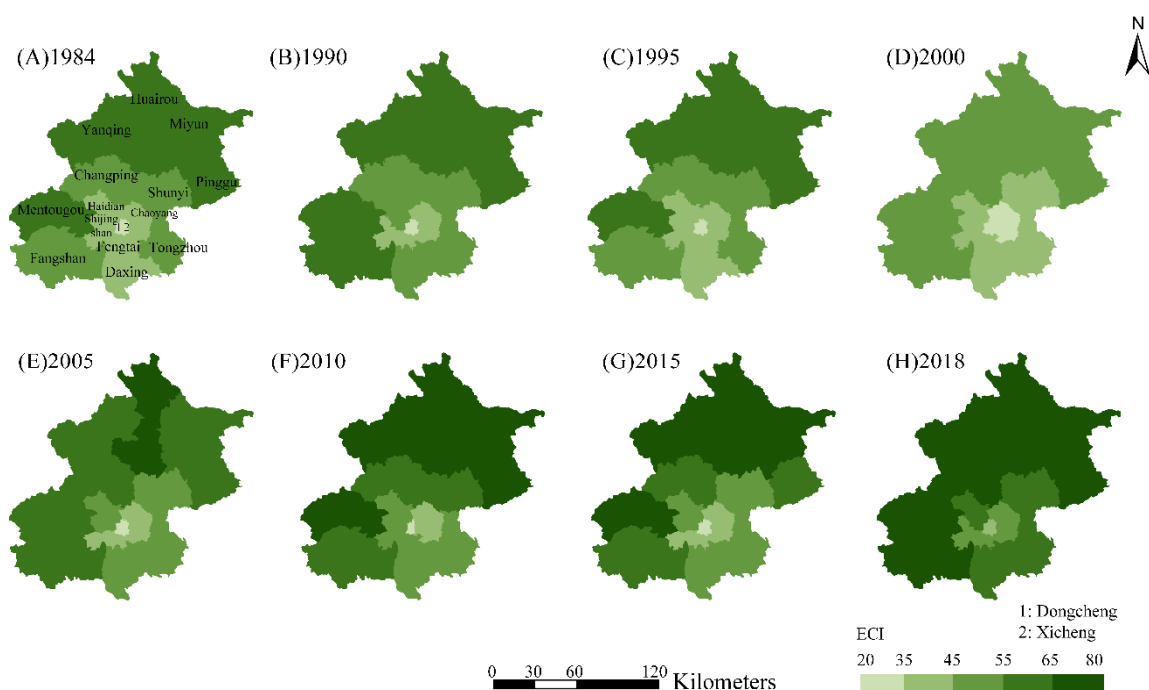 N
(A)1984
(B)1990
(C)1995
(D)2000
Huairou
Miyun
Yanqing
Changping
Pinggu
Shunyi
Mentougou
Haidian
Chaoyang
Shijing
shan
1 2
Fengtai
Tongzhou
Fangshan
Daxing
(E)2005
(F)2010
(G)2015
(H)2018
1: Dongcheng
2: Xicheng
ECI
20 35 45 55 65 80
0 30 60 120
Kilometers